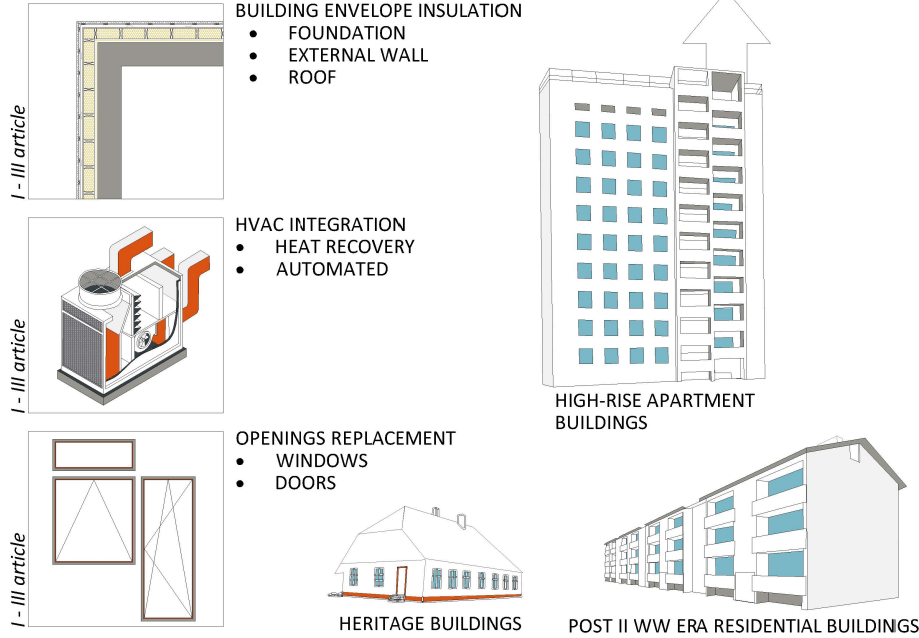 I - III article
BUILDING ENVELOPE INSULATION
• FOUNDATION
• EXTERNAL WALL
• ROOF
I - III article
HVAC INTEGRATION
• HEAT RECOVERY
• AUTOMATED
I - III article
OPENINGS REPLACEMENT
• WINDOWS
• DOORS
HIGH-RISE APARTMENT
BUILDINGS
HERITAGE BUILDINGS
POST II WW ERA RESIDENTIAL BUILDINGS